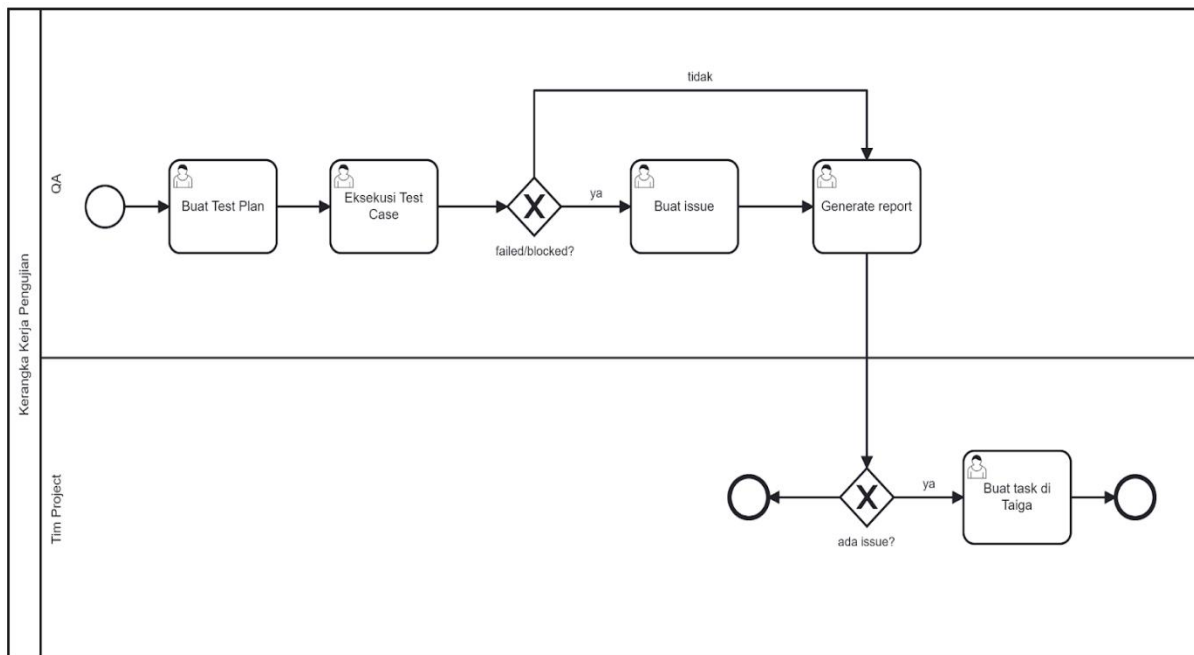 Kerangka Kerja Pengujian
QA
tidak
Buat Test Plan
Eksekusi Test
Case
failed/blocked?
ya
Buat issue
Generate report
Tim Project
ada issue?
ya
Buat task di
Taiga